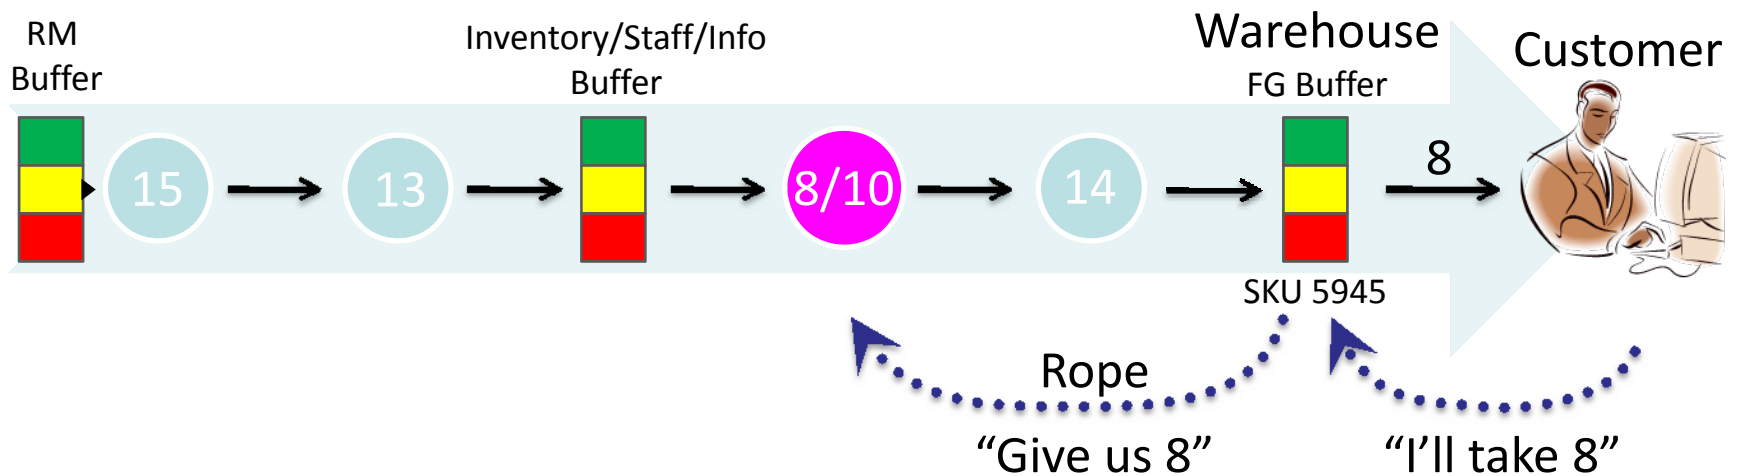 RM
Buffer
Inventory/Staff/Info
Buffer
Warehouse
FG Buffer
Customer
15
13
8/10
14
8
SKU 5945
Rope
“Give us 8”
“I’ll take 8”